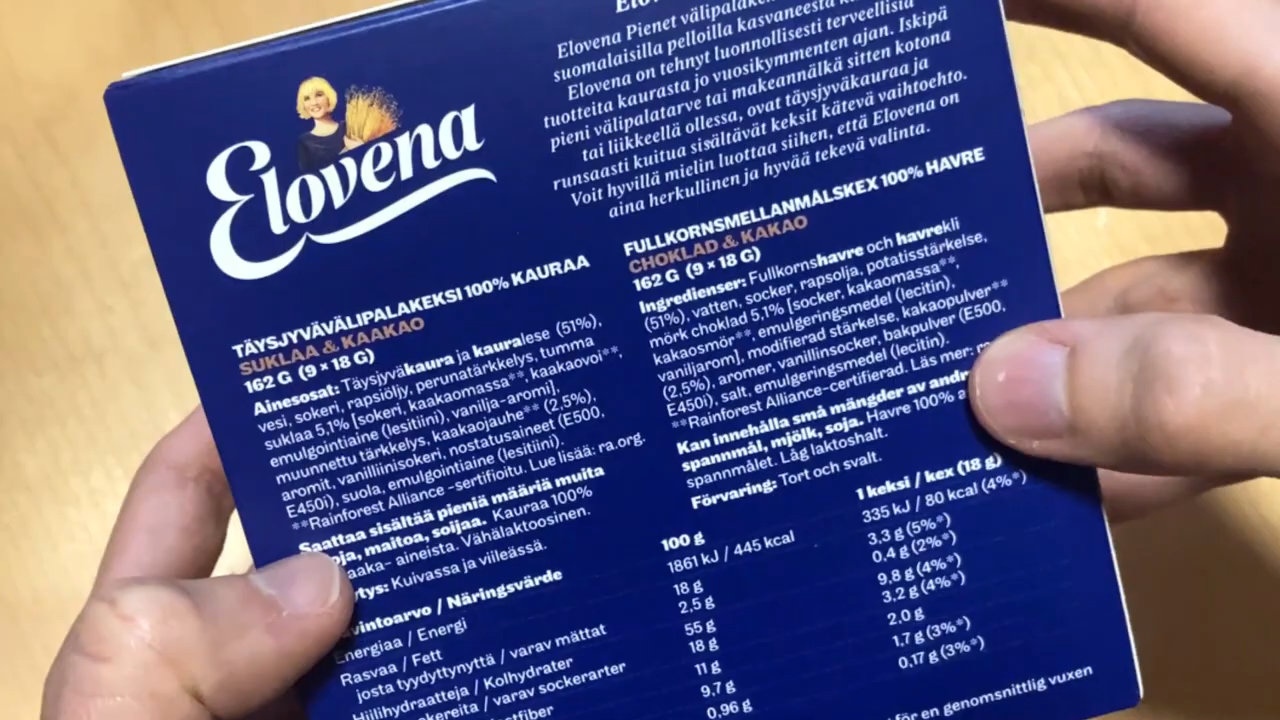 Elovena
Elovena Pienet välipalakek
suomalaisilla pelloilla kasvaneesta
Elovena on tehnyt luonnollisesti terveellisiä
tuotteita kaurasta jo vuosikymmenten ajan. Iskipä
pieni välipalatarve tai makeannälkä sitten kotona
tai liikkeellä ollessa, ovat täysjyväkauraa ja
runsaasti kuitua sisältävät keksit kätevä vaihtoehto.
Voit hyvillä mielin luottaa siihen, että Elovena on
aina herkullinen ja hyvää tekevä valinta.
TÄYSJYVÄVÄLIPALAKEKSI 100% KAURAA
SUKLAA & KAAKAO
162 G (9 × 18 G)
Ainesosat: Täysjyväkaura ja kauralese (51%),
vesi, sokeri, rapsiöljy, perunatärkkelys, tumma
suklaa 5,1% [sokeri, kaakaomassa**, kaakaovoi**,
emulgointiaine (lesitiini), vanilja-aromi],
muunnettu tärkkelys, kaakaojauhe** (2,5%),
aromit, vanilliinisokeri, nostatusaineet (E500,
E450i), suola, emulgointiaine (lesitiini).
**Rainforest Alliance -sertifioitu. Lue lisää: ra.org.
Saattaa sisältää pieniä määriä muita
oja, maitoa, soijaa. Kauraa 100%
aaka- aineista. Vähälaktoosinen.
ytys: Kuivassa ja viileässä.
FULLKORNSMELLANMÅLSKEX 100% HAVRE
CHOKLAD & KAKAO
162 G (9 × 18 G)
Ingredienser: Fullkornshavre och havrekli
(51%), vatten, socker, rapsolja, potatisstärkelse,
mörk choklad 5,1% [socker, kakaomassa**,
kakaosmör**, emulgeringsmedel (lecitin),
vaniljarom], modifierad stärkelse, kakaopulver**
(2,5%), aromer, vanillinsocker, bakpulver (E500,
E450i), salt, emulgeringsmedel (lecitin).
**Rainforest Alliance-certifierad. Läs mer:
Kan innehålla små mängder av andr
spannmål, mjölk, soja. Havre 100% a
spannmålet. Låg laktoshalt.
Förvaring: Tort och svalt.
vintoarvo / Näringsvärde 100 g 1 keksi / kex (18 g)
Energiaa / Energi 1861 kJ / 445 kcal 335 kJ / 80 kcal (4%*)
Rasvaa / Fett 18 g 3,3 g (5%*)
josta tyydyttynyttä / varav mättat 2,5 g 0.4 g (2%*)
Hiilihydraatteja / Kolhydrater 55 g 9,8 g (4%*)
kereita / varav sockerarter 18 g 3,2 g (4%*)
stfiber 11 g 2.0 g
9,7 g 1,7 g (3%*)
0,96 g 0,17 g (3%*)
för en genomsnittlig vuxen